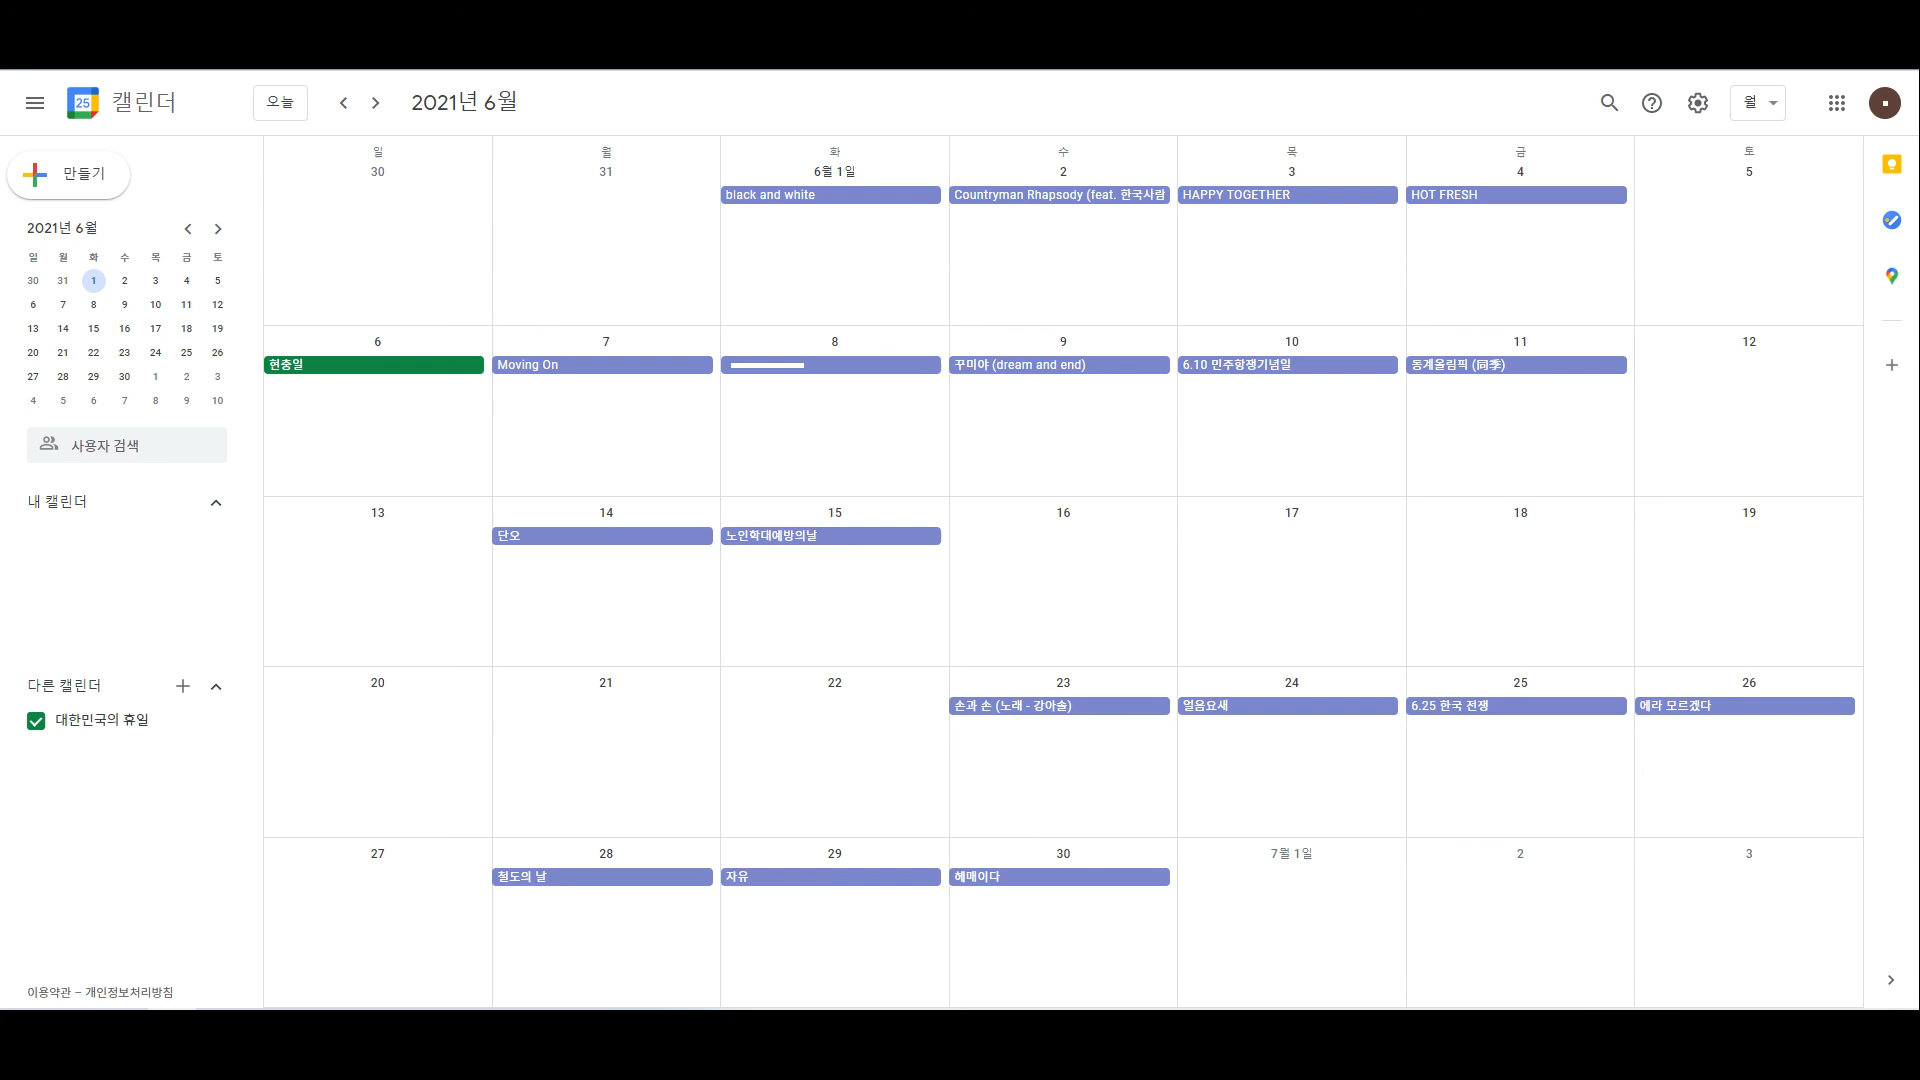 25 캘린더 오늘 2021년 6월 월
만들기
2021년 6월
일 월 화 수 목 금 토
30 31 1 2 3 4 5
6 7 8 9 10 11 12
13 14 15 16 17 18 19
20 21 22 23 24 25 26
27 28 29 30 1 2 3
4 5 6 7 8 9 10
사용자 검색
내 캘린더
다른 캘린더
대한민국의 휴일
이용약관 – 개인정보처리방침
일 월 화 수 목 금 토
30 31 6월 1일 2 3 4 5
black and white Countryman Rhapsody (feat. 한국사람 HAPPY TOGETHER HOT FRESH
6 7 8 9 10 11 12
현충일 Moving On 꾸미야 (dream and end) 6.10 민주항쟁기념일 동계올림픽 (同季)
13 14 15 16 17 18 19
단오 노인학대예방의날
20 21 22 23 24 25 26
손과 손 (노래 - 강아솔) 얼음요새 6.25 한국 전쟁 에라 모르겠다
27 28 29 30 7월 1일 2 3
철도의 날 자유 헤매이다